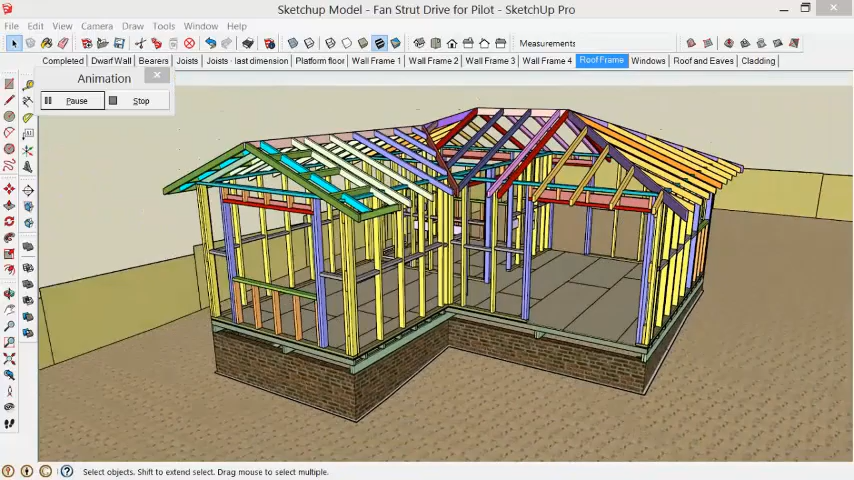 Sketchup Model - Fan Strut Drive for Pilot - SketchUp Pro
File Edit View Camera Draw Tools Window Help
Measurements
Completed Dwarf Wall Bearers Joists Joists - last dimension Platform floor Wall Frame 1 Wall Frame 2 Wall Frame 3 Wall Frame 4 Roof Frame Windows Roof and Eaves Cladding
Animation
Pause Stop
Select objects. Shift to extend select. Drag mouse to select multiple.